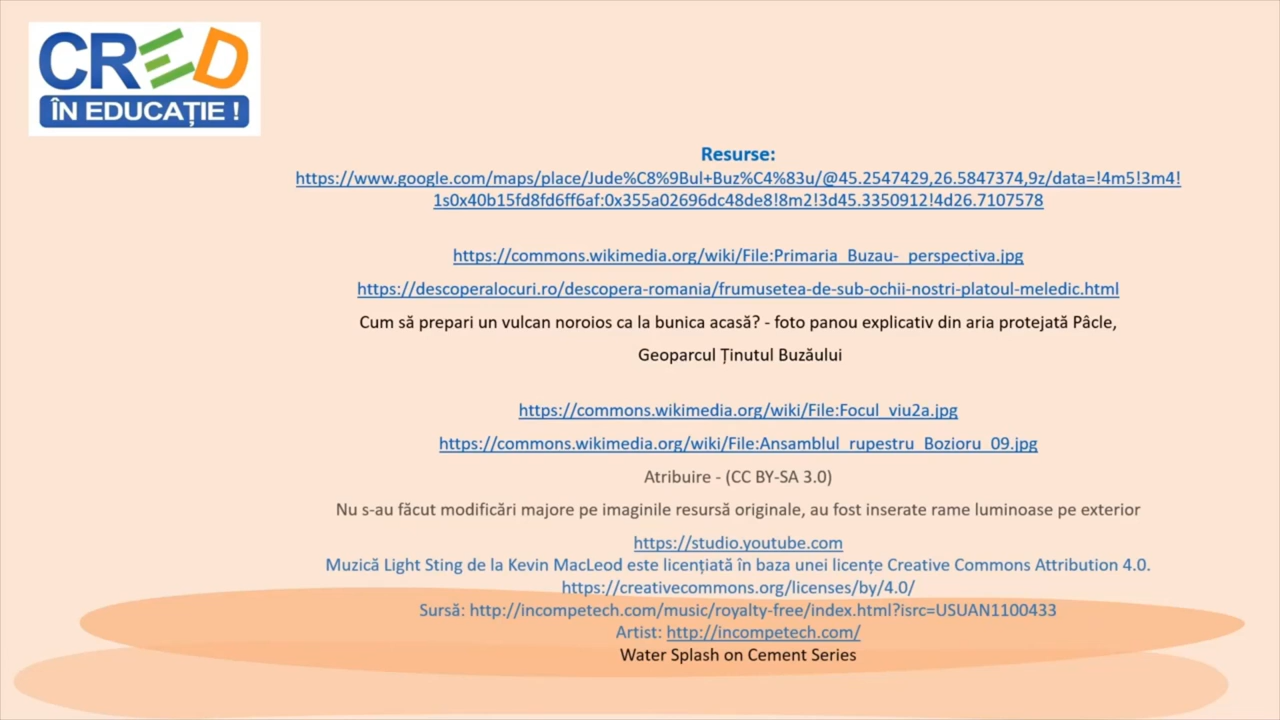 CRED
ÎN EDUCAȚIE !
Resurse:
https://www.google.com/maps/place/Jude%C8%9Bul+Buz%C4%83u/@45.2547429,26.5847374,9z/data=!4m5!3m4!
1s0x40b15fd8fd6ff6af:0x355a02696dc48de8!8m2!3d45.3350912!4d26.7107578
https://commons.wikimedia.org/wiki/File:Primaria_Buzau-_perspectiva.jpg
https://descoperalocuri.ro/descopera-romania/frumusetea-de-sub-ochii-nostri-platoul-meledic.html
Cum să prepari un vulcan noroios ca la bunica acasă? - foto panou explicativ din aria protejată Pâcle,
Geoparcul Ținutul Buzăului
https://commons.wikimedia.org/wiki/File:Focul_viu2a.jpg
https://commons.wikimedia.org/wiki/File:Ansamblul_rupestru_Bozioru_09.jpg
Atribuire - (CC BY-SA 3.0)
Nu s-au făcut modificări majore pe imaginile resursă originale, au fost inserate rame luminoase pe exterior
https://studio.youtube.com
Muzică Light Sting de la Kevin MacLeod este licențiată în baza unei licențe Creative Commons Attribution 4.0.
https://creativecommons.org/licenses/by/4.0/
Sursă: http://incompetech.com/music/royalty-free/index.html?isrc=USUAN1100433
Artist: http://incompetech.com/
Water Splash on Cement Series